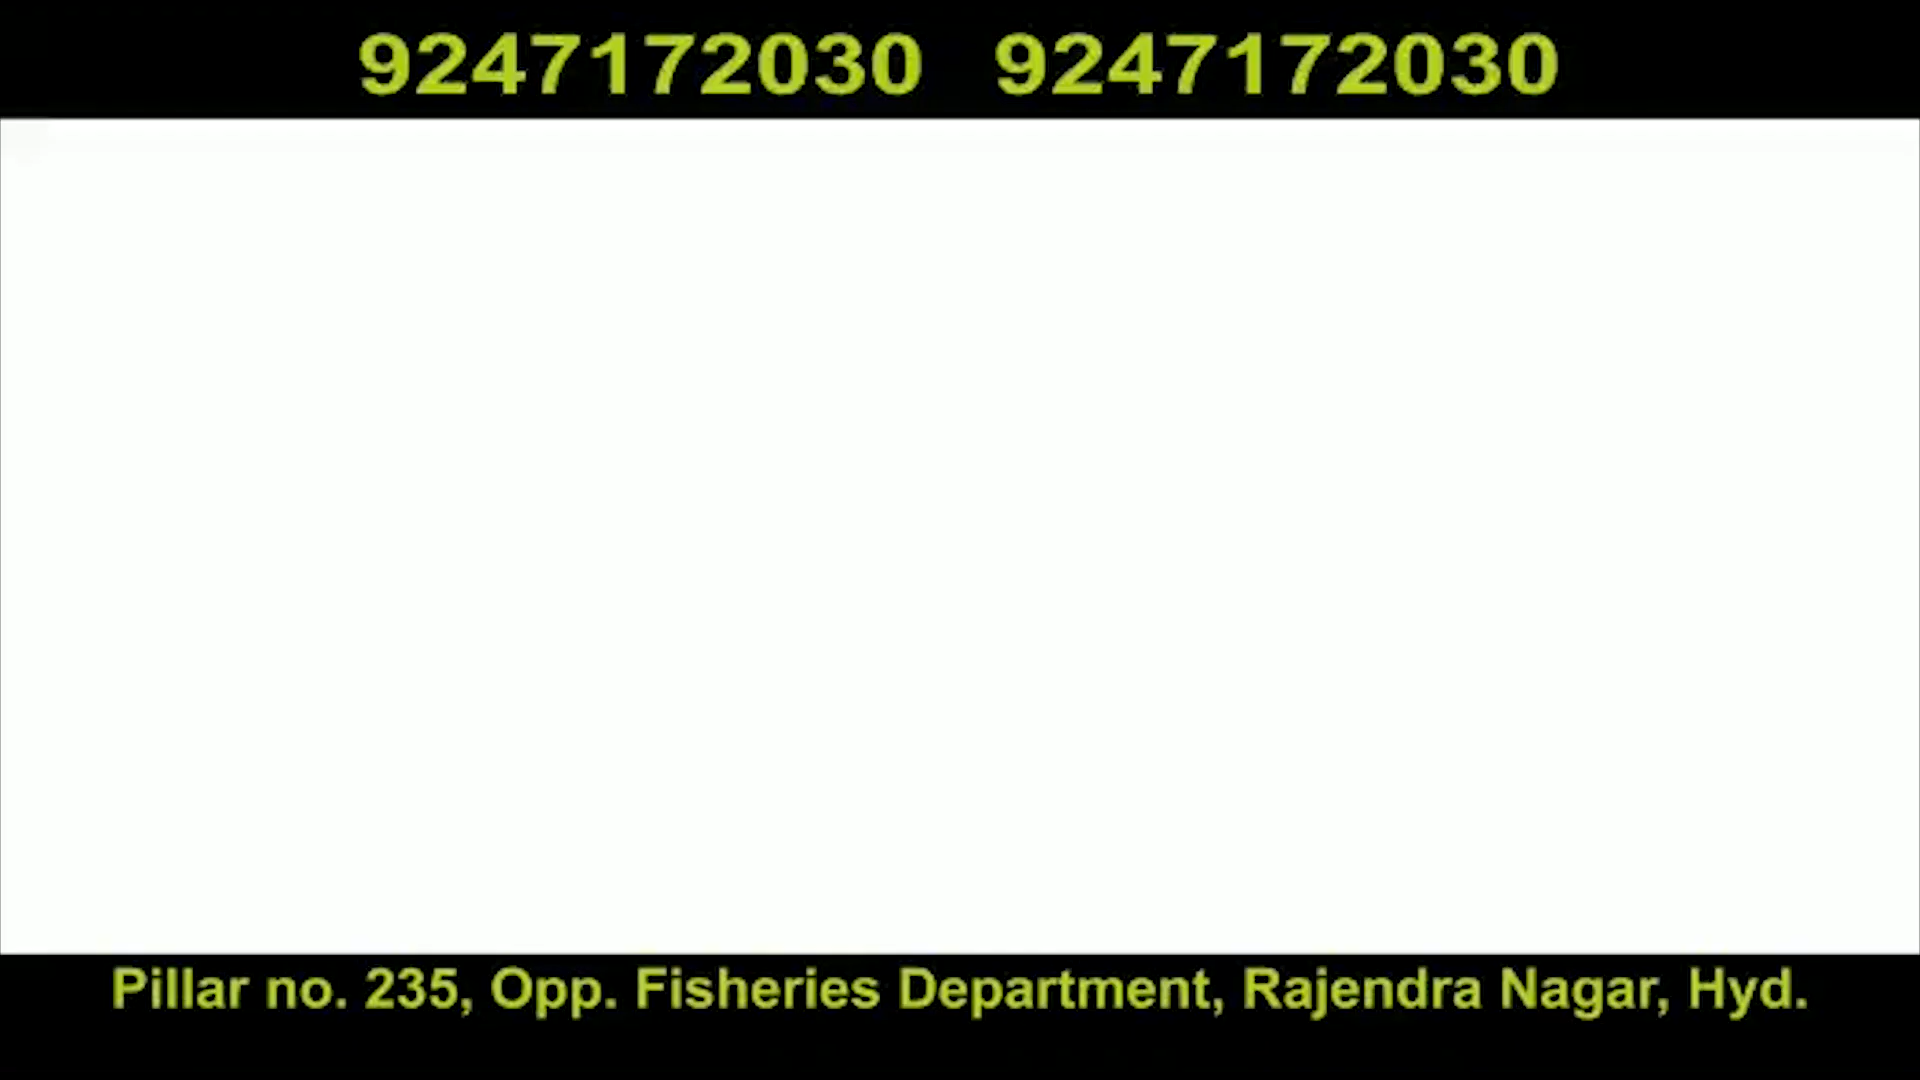 9247172030 9247172030
Pillar no. 235, Opp. Fisheries Department, Rajendra Nagar, Hyd.